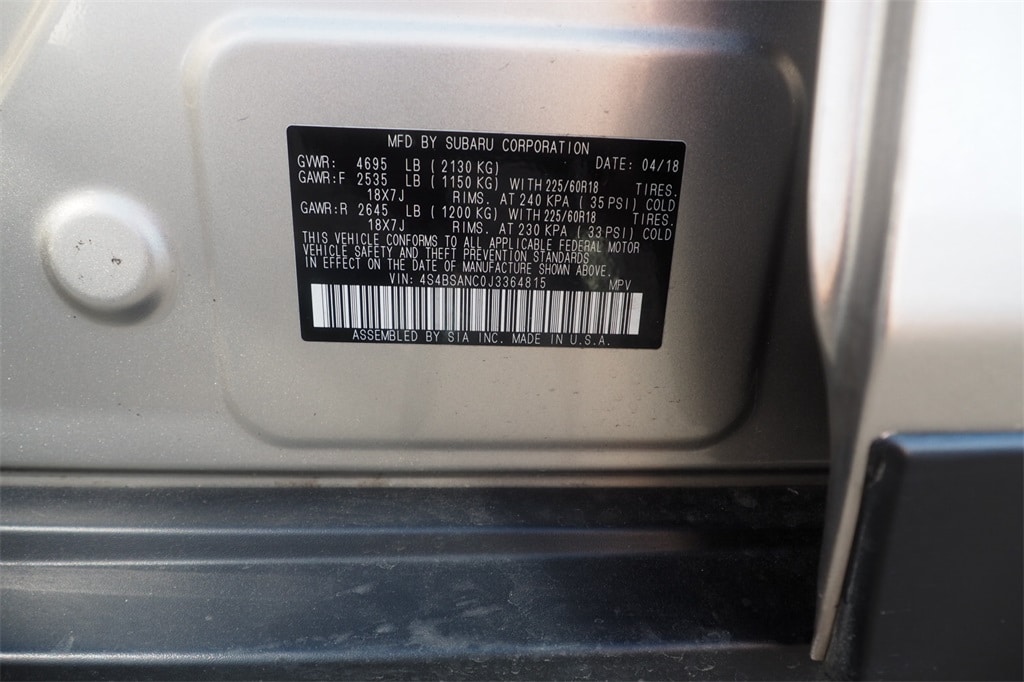 MFD BY SUBARU CORPORATION
GVWR: 4695 LB ( 2130 KG) DATE: 04/18
GAWR:F 2535 LB ( 1150 KG) WITH 225/60R18 TIRES.
18X7J RIMS. AT 240 KPA ( 35 PSI) COLD
GAWR:R 2645 LB ( 1200 KG) WITH 225/60R18 TIRES.
18X7J RIMS. AT 230 KPA ( 33 PSI) COLD
THIS VEHICLE CONFORMS TO ALL APPLICABLE FEDERAL MOTOR
VEHICLE SAFETY AND THEFT PREVENTION STANDARDS
IN EFFECT ON THE DATE OF MANUFACTURE SHOWN ABOVE.
VIN: 4S4BSANC0J3364815 MPV
ASSEMBLED BY SIA INC. MADE IN U.S.A.